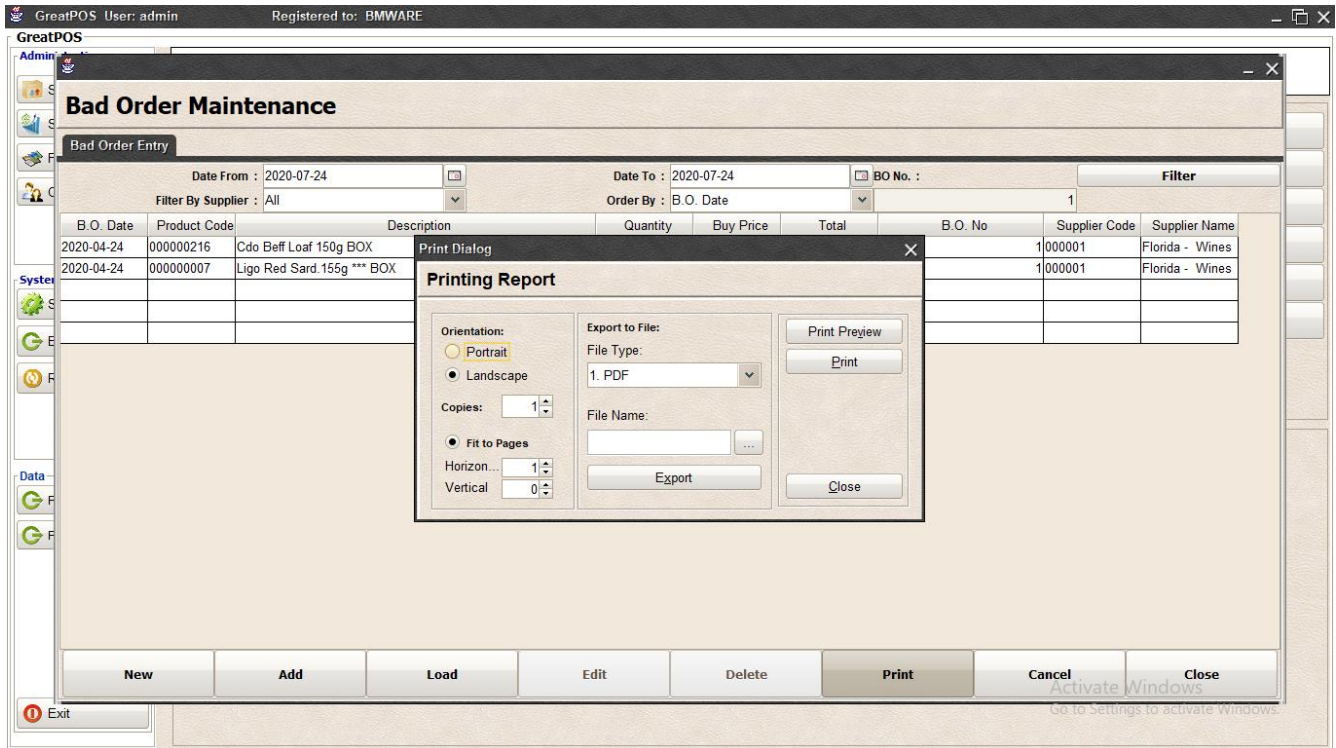 GreatPOS User: admin Registered to: BMWARE
GreatPOS
Bad Order Maintenance
Bad Order Entry
Date From : 2020-07-24 Date To : 2020-07-24 BO No. : Filter
Filter By Supplier : All Order By : B.O. Date 1
B.O. Date Product Code Description Quantity Buy Price Total B.O. No Supplier Code Supplier Name
2020-04-24 000000216 Cdo Beff Loaf 150g BOX 1 000001 Florida - Wines
2020-04-24 000000007 Ligo Red Sard.155g *** BOX 1 000001 Florida - Wines
Print Dialog
Printing Report
Orientation:
Portrait
Landscape
Copies: 1
Fit to Pages
Horizon... 1
Vertical 0
Export to File:
File Type:
1. PDF
File Name:
...
Export
Print Preview
Print
Close
Data
New Add Load Edit Delete Print Cancel Close
Exit
Activate Windows
Go to Settings to activate Windows.